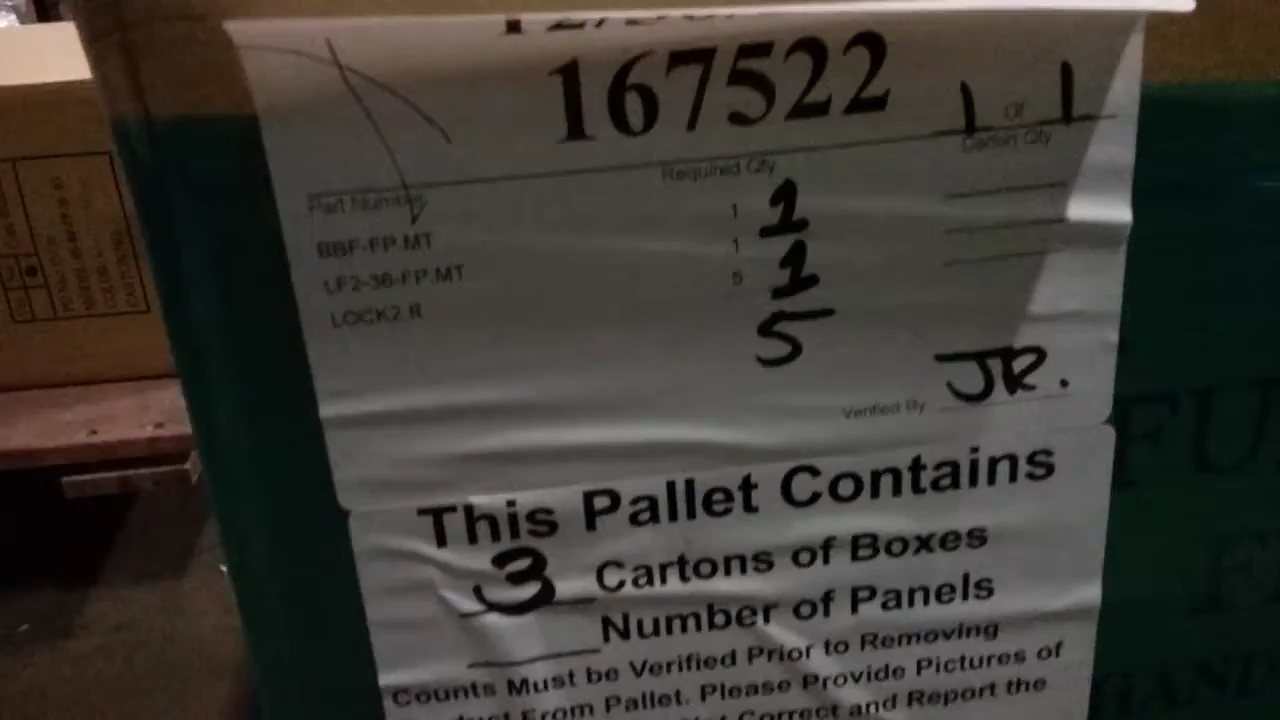 167522
1 OF 1
Part Number Required Qty Carton Qty
BBF-FP.MT 1 1
LF2-36-FP.MT 1 1
LOCK2.R 5 5
Verified By JR.
This Pallet Contains
3 Cartons of Boxes
Number of Panels
Counts Must be Verified Prior to Removing
From Pallet. Please Provide Pictures of
Correct and Report the
FU